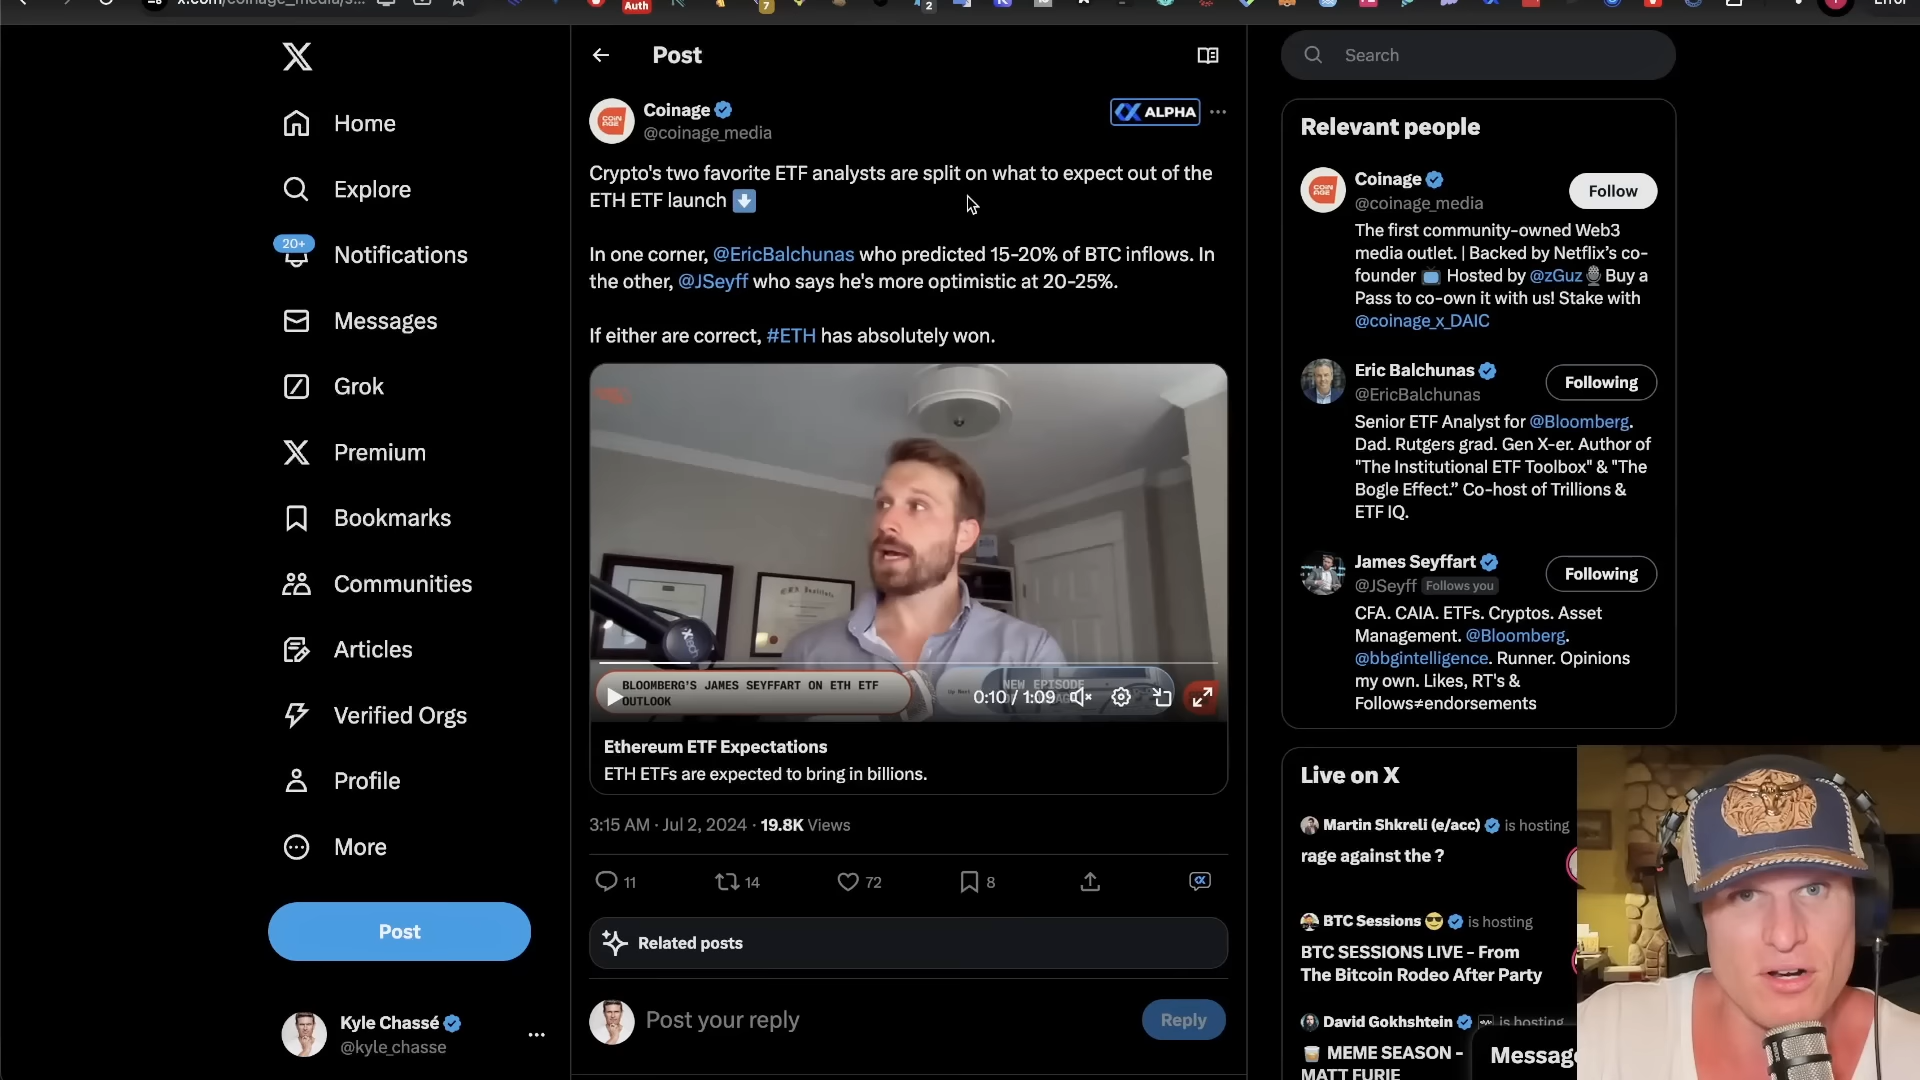 x.com/coinage_media/s...
Auth
7
2
Error
Home
Explore
20+
Notifications
Messages
Grok
Premium
Bookmarks
Communities
Articles
Verified Orgs
Profile
More
Post
Kyle Chassé
@kyle_chasse
Post
Coinage
@coinage_media
ALPHA
Crypto's two favorite ETF analysts are split on what to expect out of the
ETH ETF launch
In one corner, @EricBalchunas who predicted 15-20% of BTC inflows. In
the other, @JSeyff who says he's more optimistic at 20-25%.
If either are correct, #ETH has absolutely won.
BLOOMBERG'S JAMES SEYFFART ON ETH ETF
OUTLOOK
NEW EPISODE
0:10 / 1:09
Ethereum ETF Expectations
ETH ETFs are expected to bring in billions.
3:15 AM · Jul 2, 2024 · 19.8K Views
11
14
72
8
Related posts
Post your reply
Reply
Search
Relevant people
Coinage
@coinage_media
Follow
The first community-owned Web3
media outlet. | Backed by Netflix’s co-
founder Hosted by @zGuz Buy a
Pass to co-own it with us! Stake with
@coinage_x_DAIC
Eric Balchunas
@EricBalchunas
Following
Senior ETF Analyst for @Bloomberg.
Dad. Rutgers grad. Gen X-er. Author of
"The Institutional ETF Toolbox" & "The
Bogle Effect.” Co-host of Trillions &
ETF IQ.
James Seyffart
@JSeyff Follows you
Following
CFA. CAIA. ETFs. Cryptos. Asset
Management. @Bloomberg.
@bbgintelligence. Runner. Opinions
my own. Likes, RT's &
Follows≠endorsements
Live on X
Martin Shkreli (e/acc) is hosting
rage against the ?
BTC Sessions is hosting
BTC SESSIONS LIVE - From
The Bitcoin Rodeo After Party
David Gokhshtein is hosting
MEME SEASON -
MATT FURIE